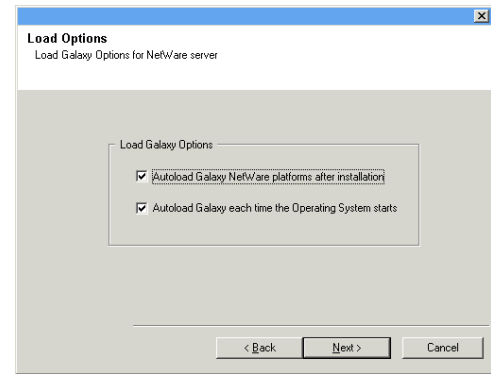 Load Options
Load Galaxy Options for NetWare server
Load Galaxy Options
Autoload Galaxy NetWare platforms after installation
Autoload Galaxy each time the Operating System starts
< Back
Next >
Cancel